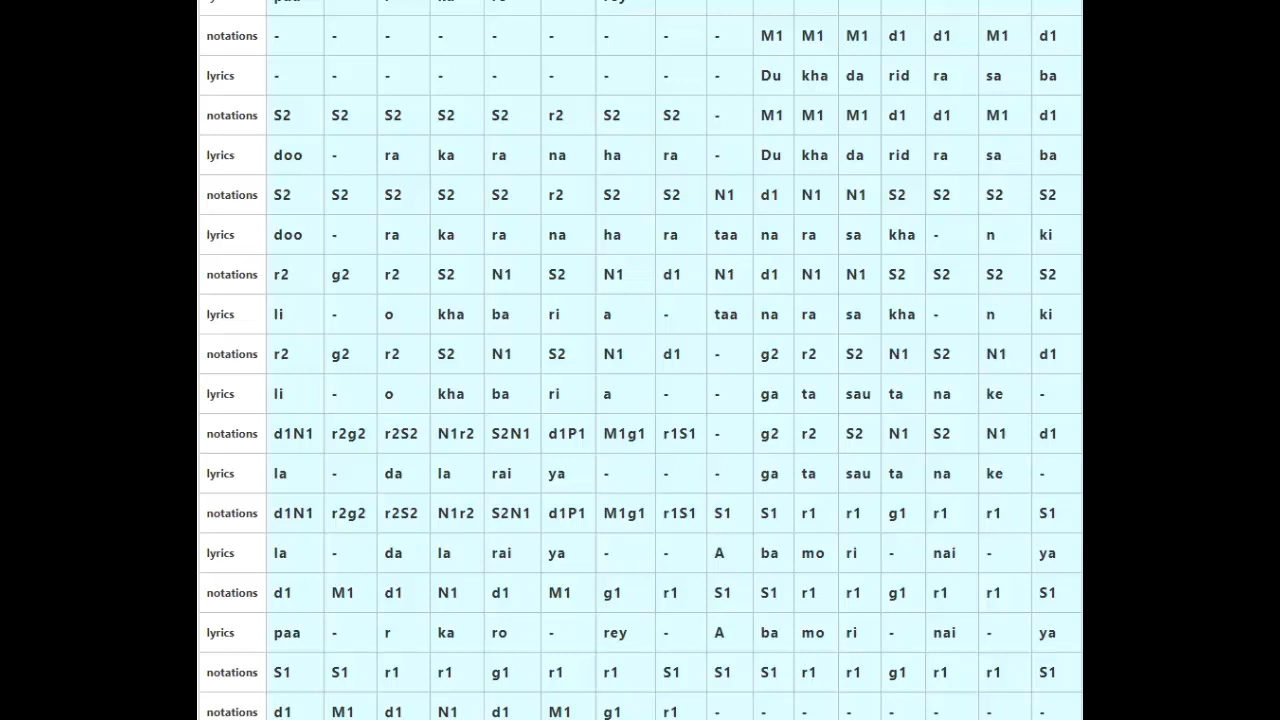 notations - - - - - - - - - M1 M1 M1 d1 d1 M1 d1
lyrics - - - - - - - - - Du kha da rid ra sa ba
notations S2 S2 S2 S2 S2 r2 S2 S2 - M1 M1 M1 d1 d1 M1 d1
lyrics doo - ra ka ra na ha ra - Du kha da rid ra sa ba
notations S2 S2 S2 S2 S2 r2 S2 S2 N1 d1 N1 N1 S2 S2 S2 S2
lyrics doo - ra ka ra na ha ra taa na ra sa kha - n ki
notations r2 g2 r2 S2 N1 S2 N1 d1 N1 d1 N1 N1 S2 S2 S2 S2
lyrics li - o kha ba ri a - taa na ra sa kha - n ki
notations r2 g2 r2 S2 N1 S2 N1 d1 - g2 r2 S2 N1 S2 N1 d1
lyrics li - o kha ba ri a - - ga ta sau ta na ke -
notations d1N1 r2g2 r2S2 N1r2 S2N1 d1P1 M1g1 r1S1 - g2 r2 S2 N1 S2 N1 d1
lyrics la - da la rai ya - - - ga ta sau ta na ke -
notations d1N1 r2g2 r2S2 N1r2 S2N1 d1P1 M1g1 r1S1 S1 S1 r1 r1 g1 r1 r1 S1
lyrics la - da la rai ya - - A ba mo ri - nai - ya
notations d1 M1 d1 N1 d1 M1 g1 r1 S1 S1 r1 r1 g1 r1 r1 S1
lyrics paa - r ka ro - rey - A ba mo ri - nai - ya
notations S1 S1 r1 r1 g1 r1 r1 S1 S1 S1 r1 r1 g1 r1 r1 S1
notations d1 M1 d1 N1 d1 M1 g1 r1 - - - - - - - -